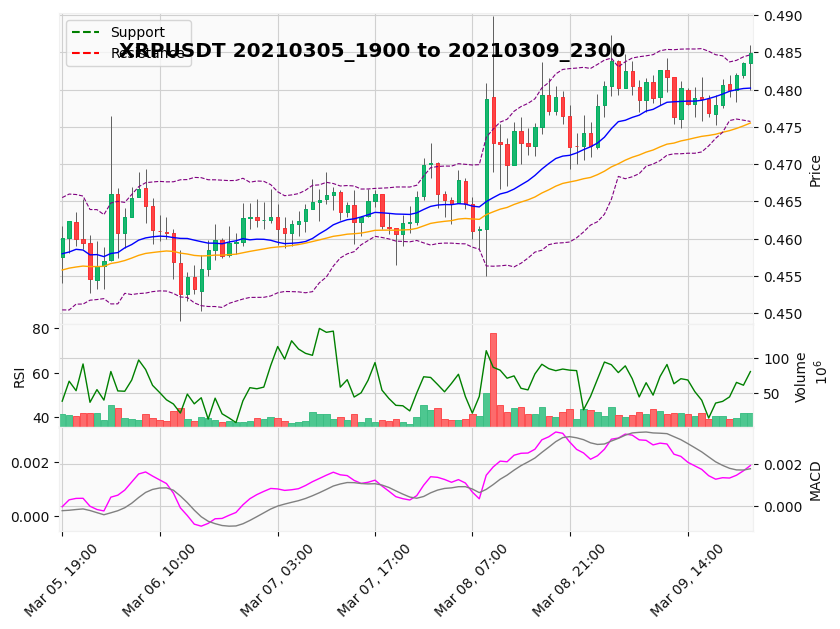 XRPUSDT 20210305_1900 to 20210309_2300
Support
Resistance
0.490
0.485
0.480
0.475
0.470
0.465
0.460
0.455
0.450
Price
80
60
40
RSI
100
50
Volume
10^6
0.002
0.000
0.002
0.000
MACD
Mar 05, 19:00
Mar 06, 10:00
Mar 07, 03:00
Mar 07, 17:00
Mar 08, 07:00
Mar 08, 21:00
Mar 09, 14:00